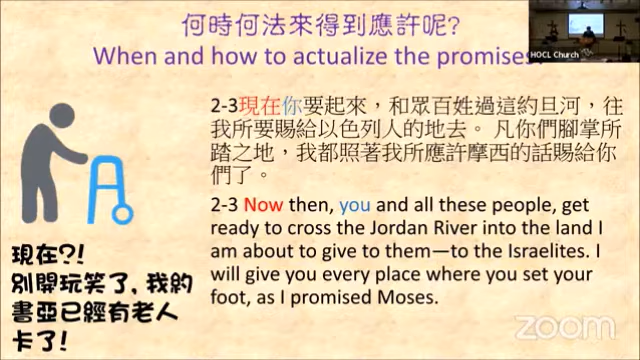 何時何法來得到應許呢?
When and how to actualize the promises?
HOCL Church
2-3現在你要起來，和眾百姓過這約旦河，往
我所要賜給以色列人的地去。凡你們腳掌所
踏之地，我都照著我所應許摩西的話賜給你
們了。
2-3 Now then, you and all these people, get
ready to cross the Jordan River into the land I
am about to give to them—to the Israelites. I
will give you every place where you set your
foot, as I promised Moses.
現在?!
別開玩笑了, 我約
書亞已經有老人
卡了!
zoom